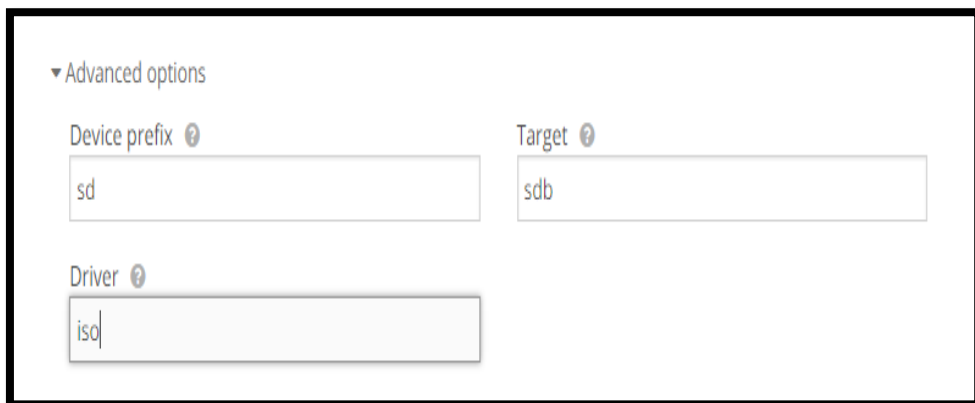 Advanced options
Device prefix
Target
sd
sdb
Driver
iso